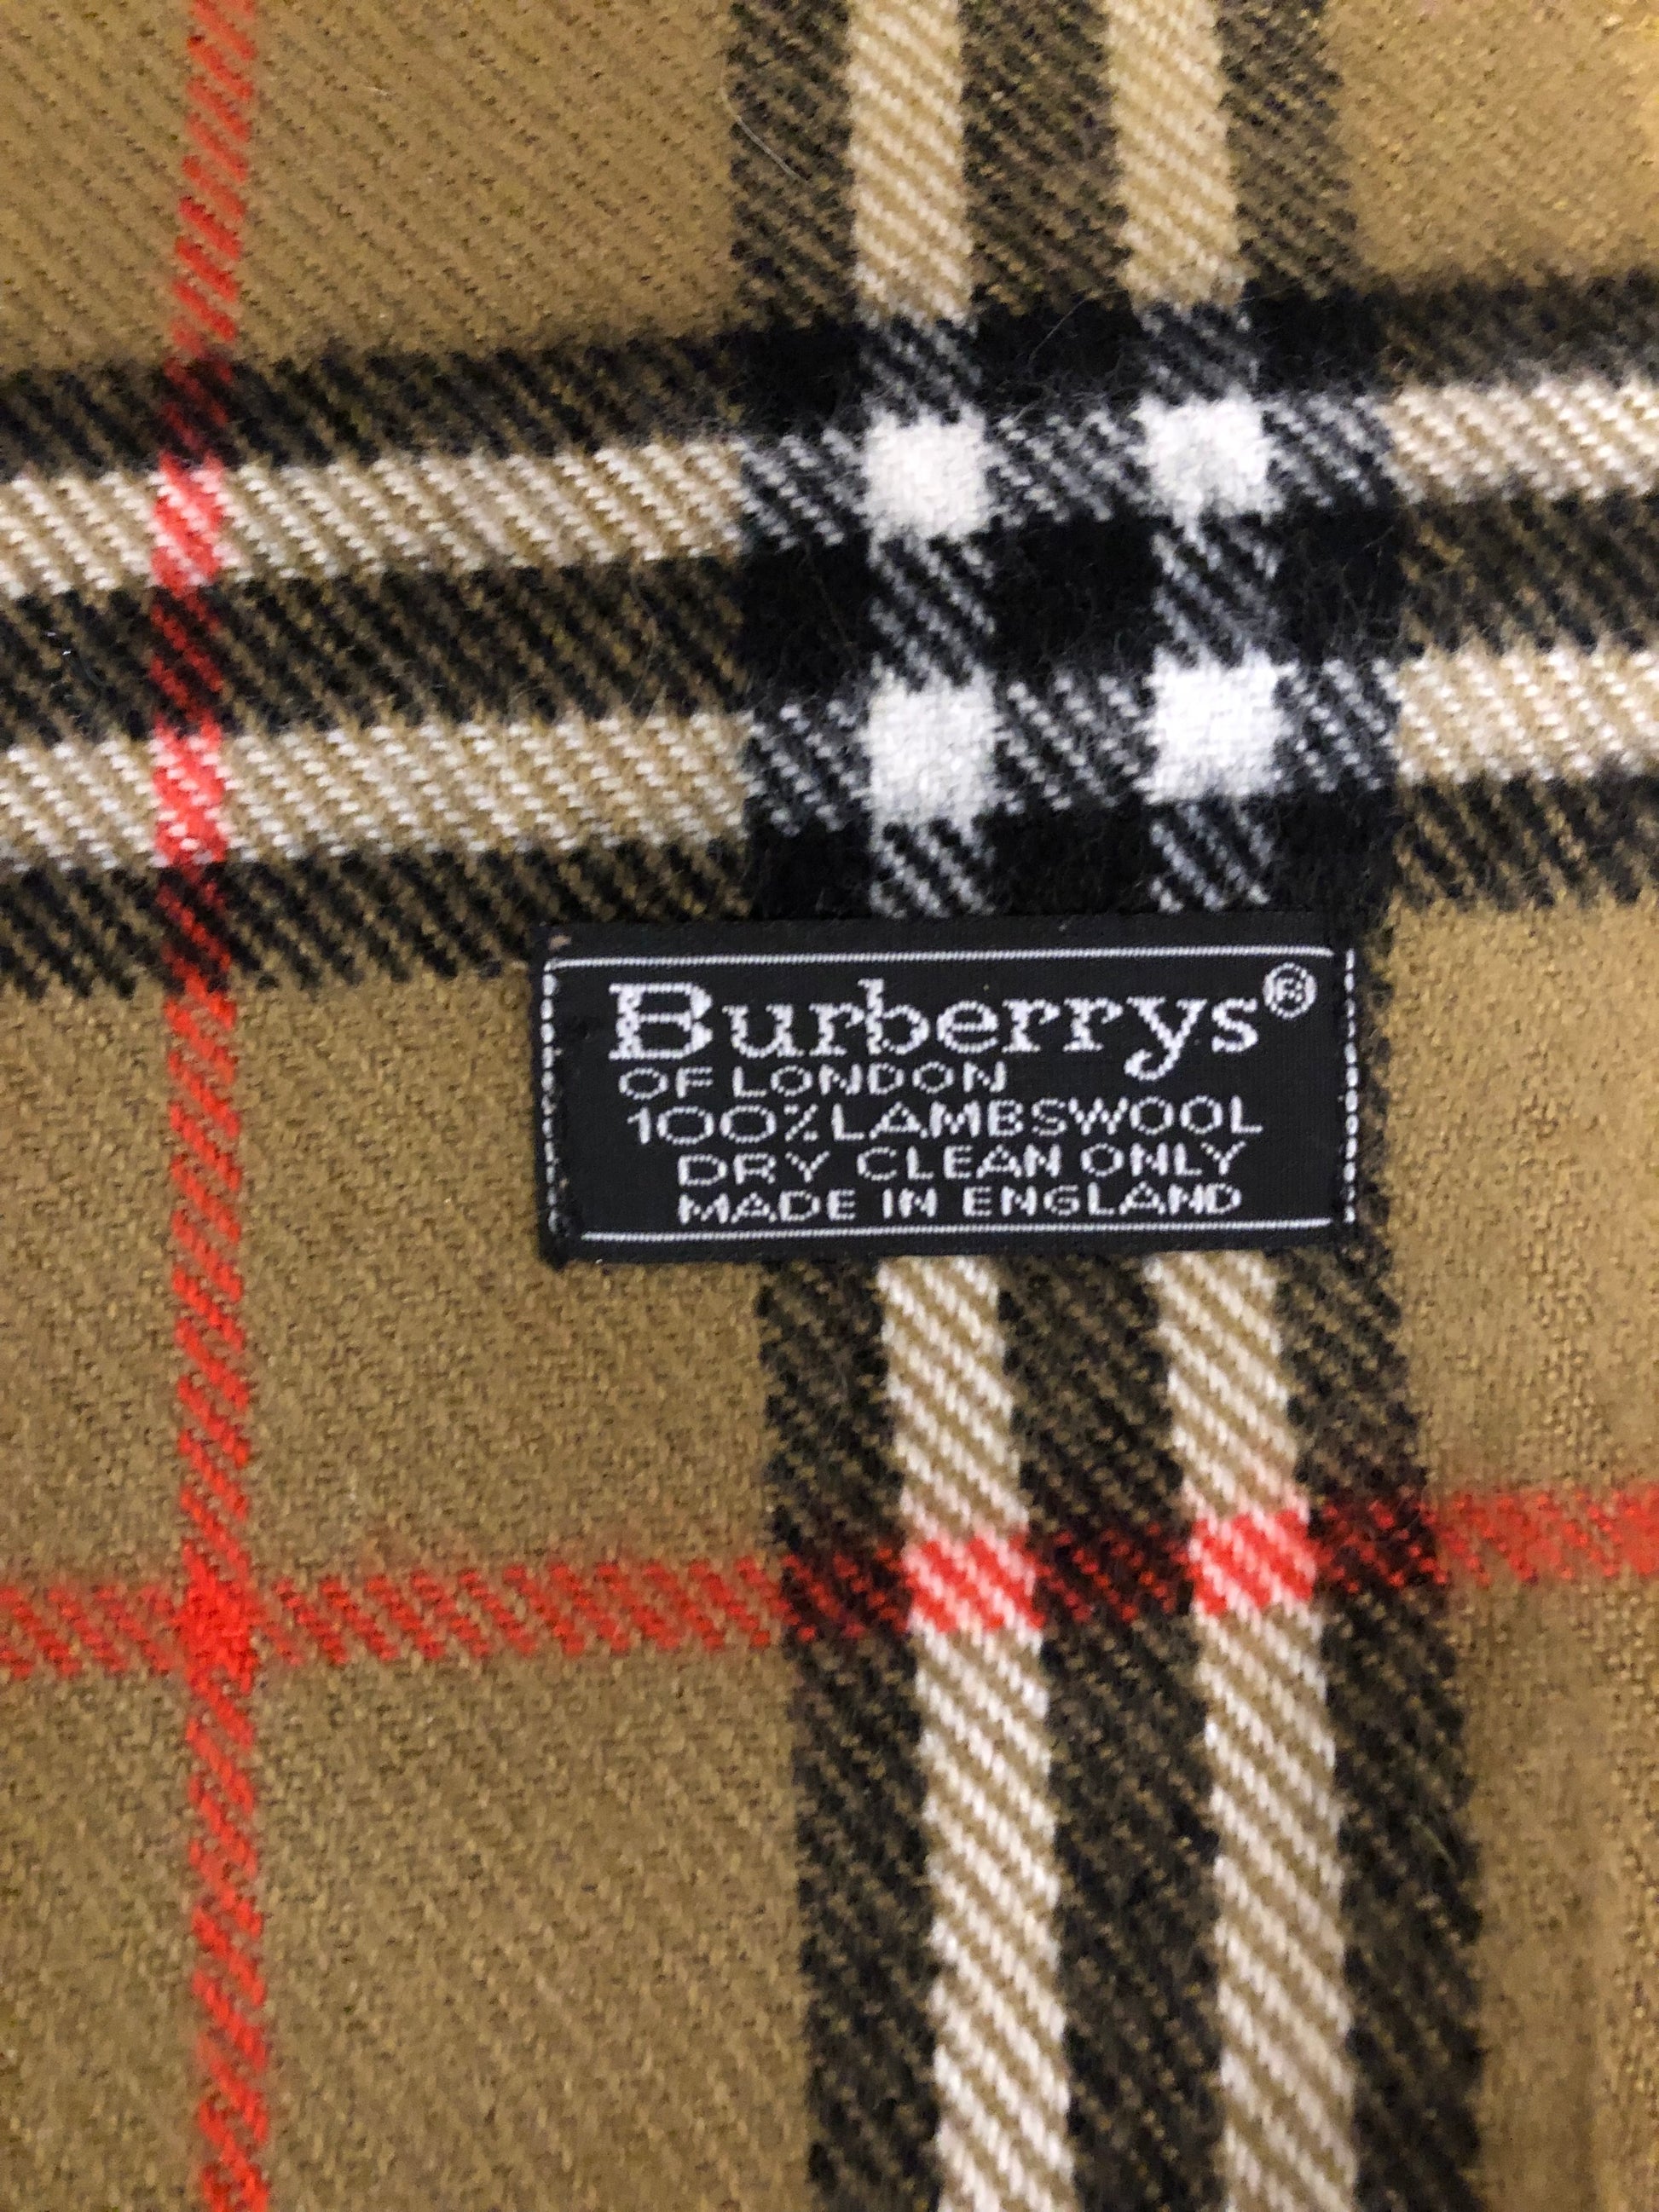 Burberrys®
OF LONDON
100% LAMBSWOOL
DRY CLEAN ONLY
MADE IN ENGLAND